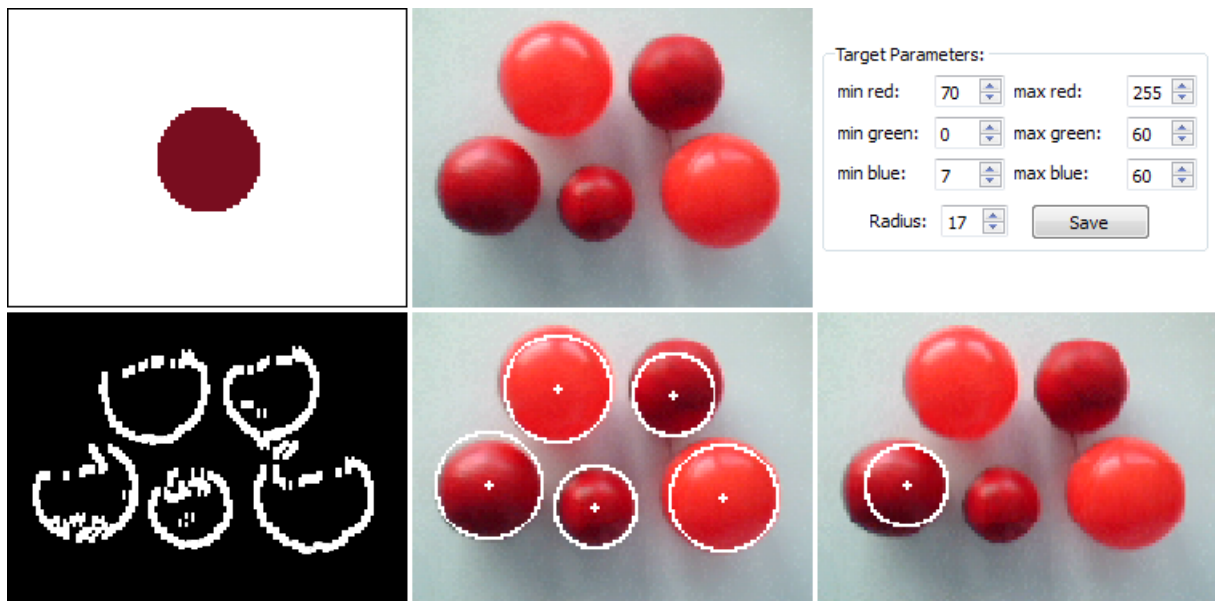 Target Parameters:
min red: 70 max red: 255
min green: 0 max green: 60
min blue: 7 max blue: 60
Radius: 17 Save